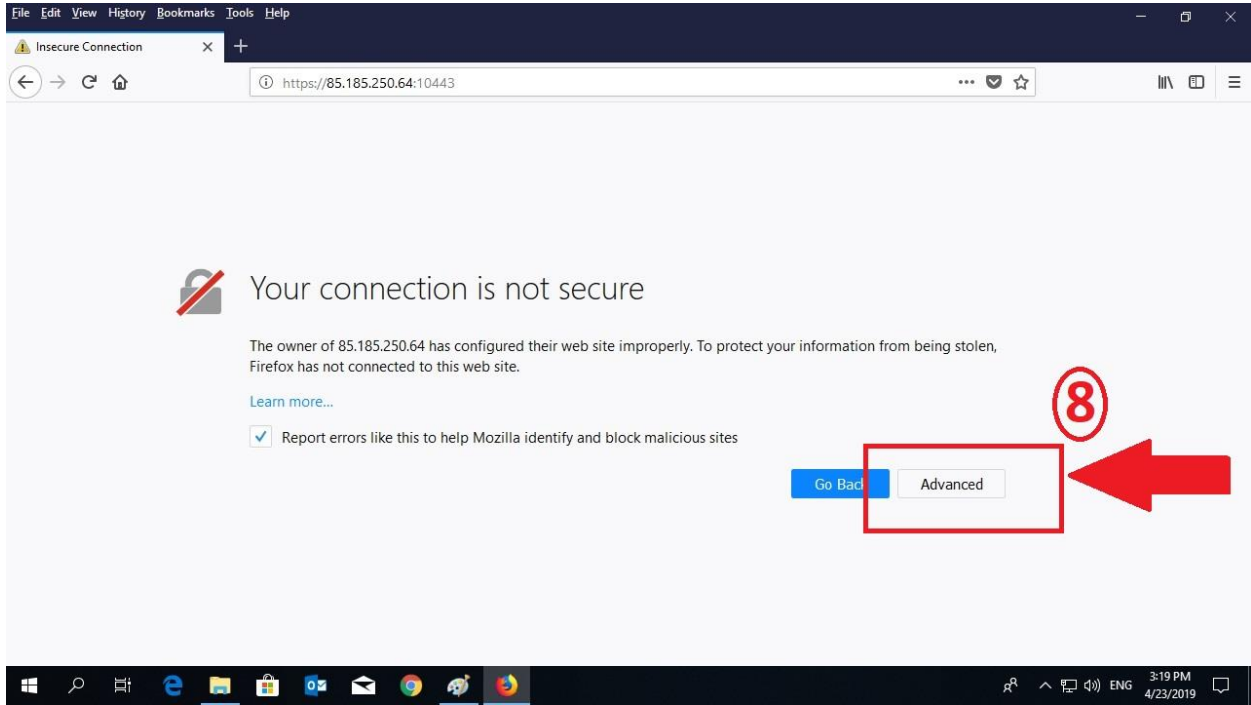 File Edit View History Bookmarks Tools Help
Insecure Connection
https://85.185.250.64:10443
Your connection is not secure
The owner of 85.185.250.64 has configured their web site improperly. To protect your information from being stolen,
Firefox has not connected to this web site.
Learn more...
Report errors like this to help Mozilla identify and block malicious sites
8
Go Back Advanced
ENG 3:19 PM
4/23/2019